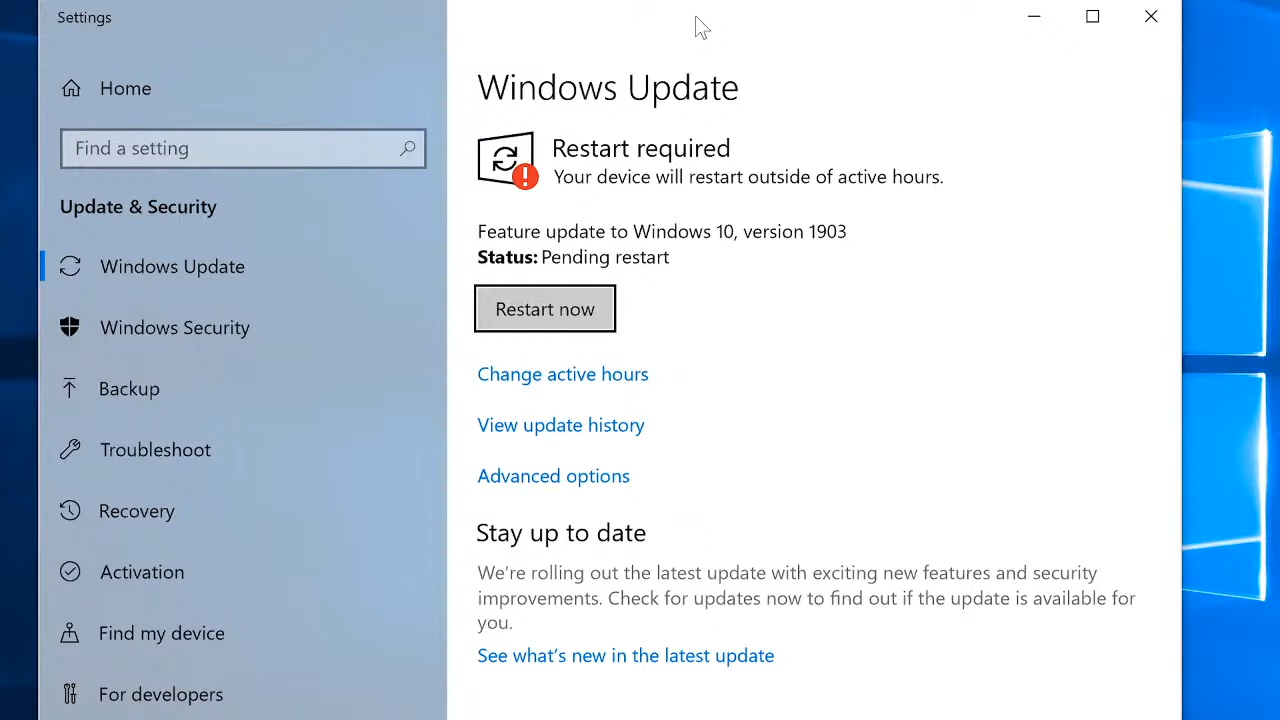 Settings
Home
Find a setting
Update & Security
Windows Update
Windows Security
Backup
Troubleshoot
Recovery
Activation
Find my device
For developers
Windows Update
Restart required
Your device will restart outside of active hours.
Feature update to Windows 10, version 1903
Status: Pending restart
Restart now
Change active hours
View update history
Advanced options
Stay up to date
We’re rolling out the latest update with exciting new features and security
improvements. Check for updates now to find out if the update is available for
you.
See what’s new in the latest update